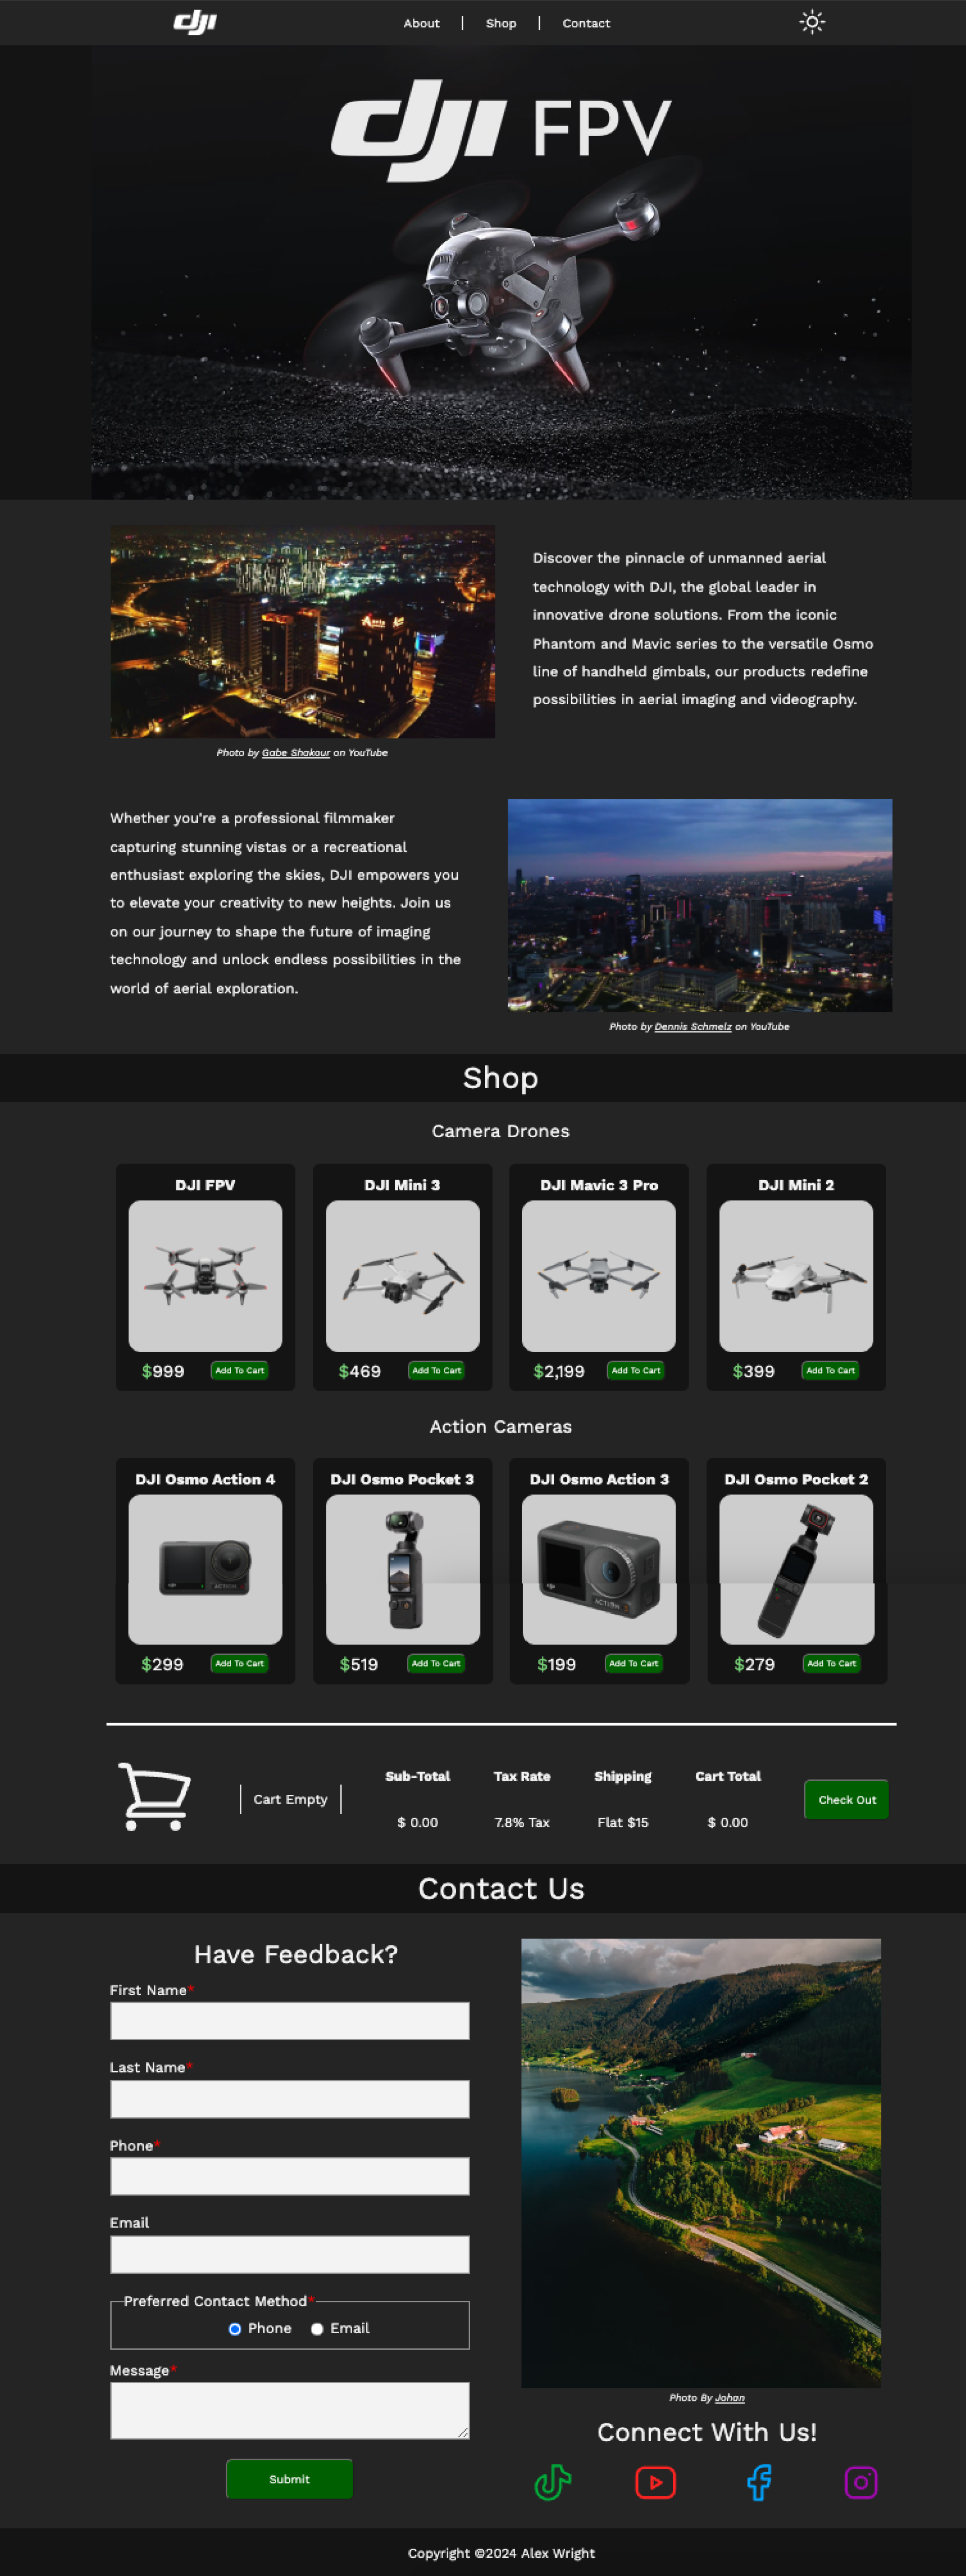 dji
About | Shop | Contact
dji FPV
Discover the pinnacle of unmanned aerial
technology with DJI, the global leader in
innovative drone solutions. From the iconic
Phantom and Mavic series to the versatile Osmo
line of handheld gimbals, our products redefine
possibilities in aerial imaging and videography.
Photo by Gabe Shakour on YouTube
Whether you're a professional filmmaker
capturing stunning vistas or a recreational
enthusiast exploring the skies, DJI empowers you
to elevate your creativity to new heights. Join us
on our journey to shape the future of imaging
technology and unlock endless possibilities in the
world of aerial exploration.
Photo by Dennis Schmelz on YouTube
Shop
Camera Drones
DJI FPV
$999 Add To Cart
DJI Mini 3
$469 Add To Cart
DJI Mavic 3 Pro
$2,199 Add To Cart
DJI Mini 2
$399 Add To Cart
Action Cameras
DJI Osmo Action 4
$299 Add To Cart
DJI Osmo Pocket 3
$519 Add To Cart
DJI Osmo Action 3
$199 Add To Cart
DJI Osmo Pocket 2
$279 Add To Cart
Cart Empty
Sub-Total Tax Rate Shipping Cart Total
$ 0.00 7.8% Tax Flat $15 $ 0.00
Check Out
Contact Us
Have Feedback?
First Name*
Last Name*
Phone*
Email
Preferred Contact Method*
Phone Email
Message*
Submit
Photo By Johan
Connect With Us!
Copyright ©2024 Alex Wright